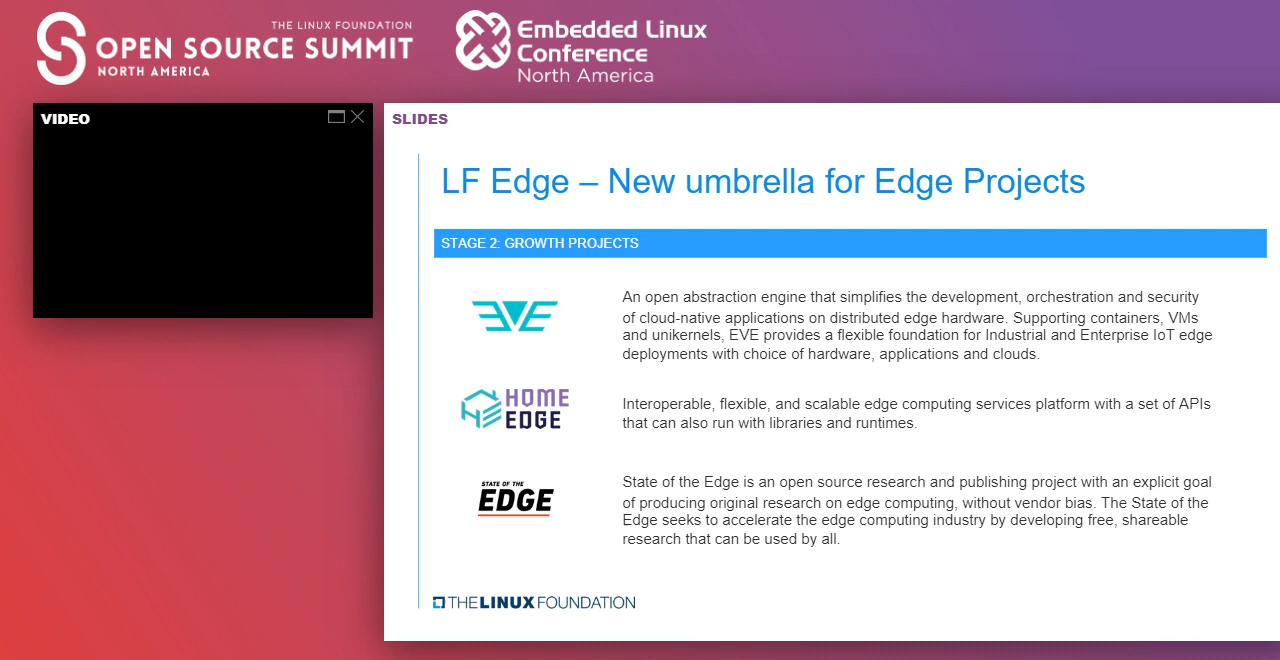 THE LINUX FOUNDATION
OPEN SOURCE SUMMIT
NORTH AMERICA
Embedded Linux
Conference
North America
VIDEO
SLIDES
LF Edge – New umbrella for Edge Projects
STAGE 2: GROWTH PROJECTS
EVE
An open abstraction engine that simplifies the development, orchestration and security
of cloud-native applications on distributed edge hardware. Supporting containers, VMs
and unikernels, EVE provides a flexible foundation for Industrial and Enterprise IoT edge
deployments with choice of hardware, applications and clouds.
HOME
EDGE
Interoperable, flexible, and scalable edge computing services platform with a set of APIs
that can also run with libraries and runtimes.
STATE OF THE
EDGE
State of the Edge is an open source research and publishing project with an explicit goal
of producing original research on edge computing, without vendor bias. The State of the
Edge seeks to accelerate the edge computing industry by developing free, shareable
research that can be used by all.
THE LINUX FOUNDATION